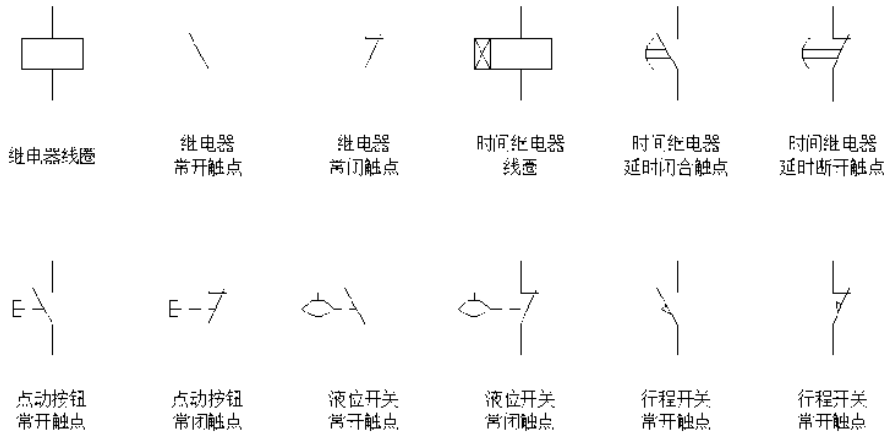 继电器线圈
继电器
常开触点
继电器
常闭触点
时间继电器
线圈
时间继电器
延时闭合触点
时间继电器
延时断开触点
点动按钮
常开触点
点动按钮
常闭触点
液位开关
常开触点
液位开关
常闭触点
行程开关
常开触点
行程开关
常开触点